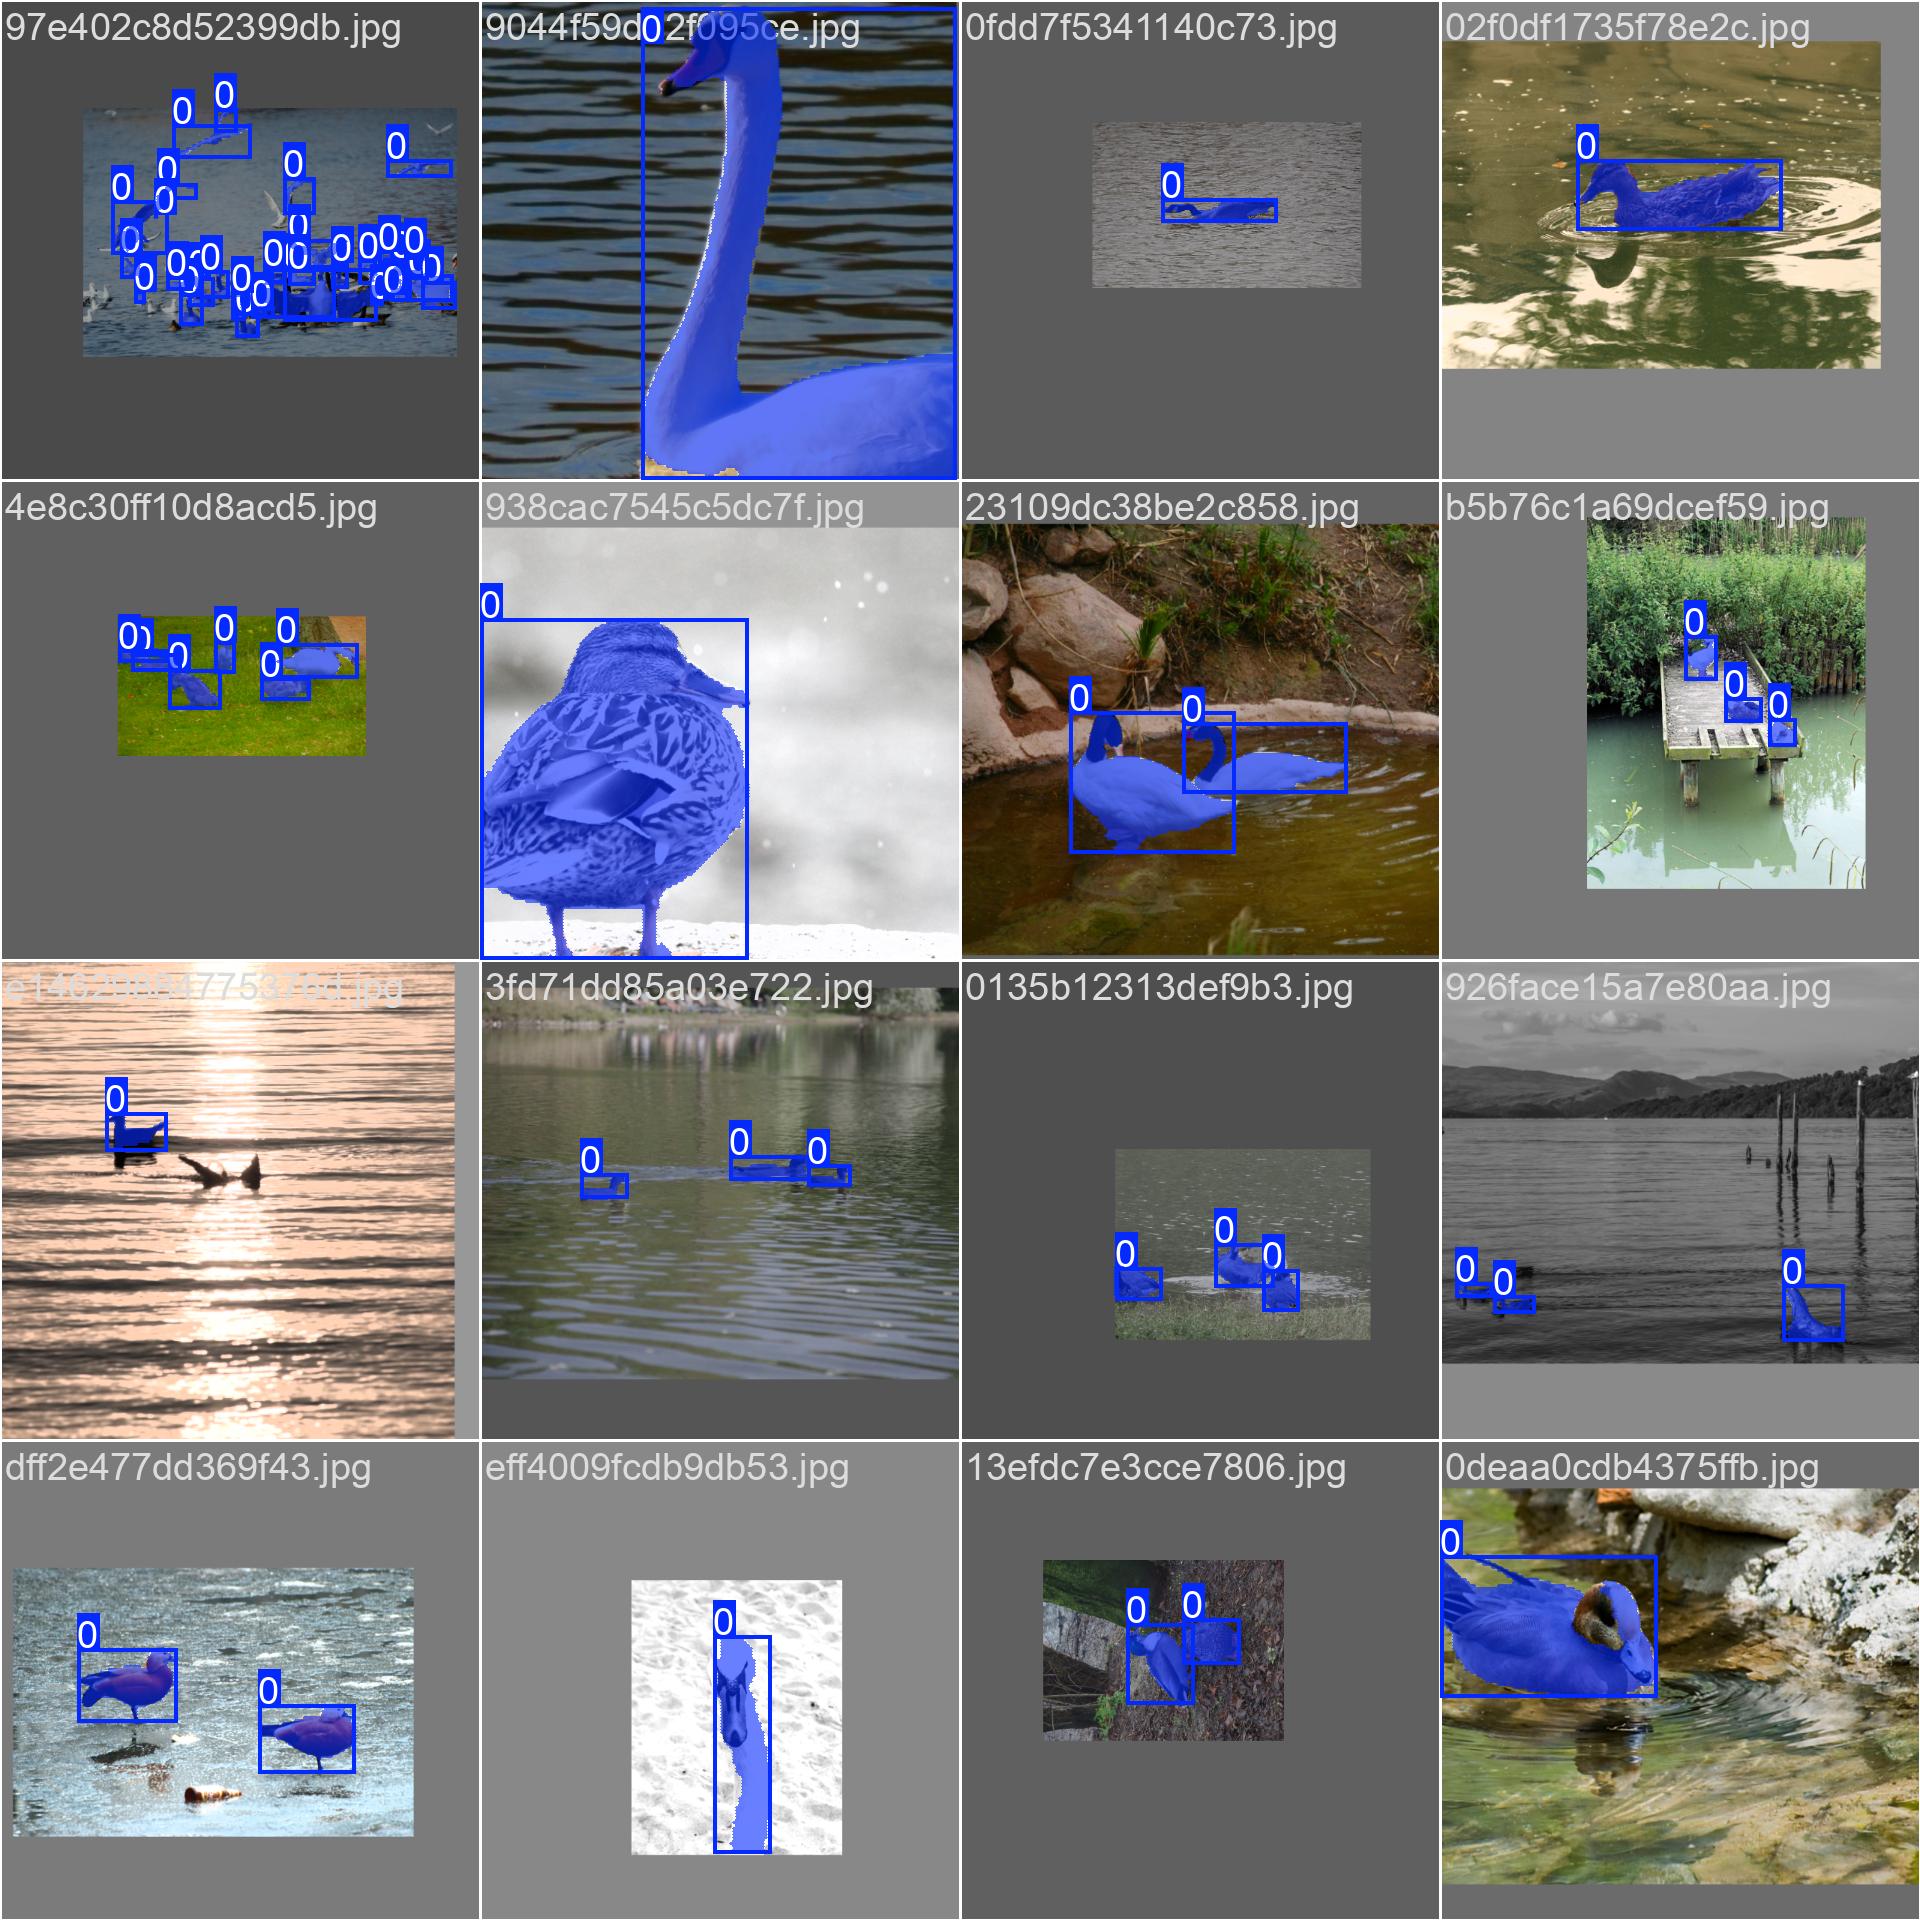 97e402c8d52399db.jpg
9044f59d02f095ce.jpg
0fdd7f5341140c73.jpg
02f0df1735f78e2c.jpg
0 0 0 0 0 0 0 0 0 0 0 0 0 0 0 0 0 0 0 0 0 0 0
0
0
0
4e8c30ff10d8acd5.jpg
938cac7545c5dc7f.jpg
23109dc38be2c858.jpg
b5b76c1a69dcef59.jpg
0 0 0 0 0
0
0 0
0 0 0
3fd71dd85a03e722.jpg
0135b12313def9b3.jpg
926face15a7e80aa.jpg
0
0 0 0
0 0 0
0 0 0
dff2e477dd369f43.jpg
eff4009fcdb9db53.jpg
13efdc7e3cce7806.jpg
0deaa0cdb4375ffb.jpg
0 0
0
0 0
0